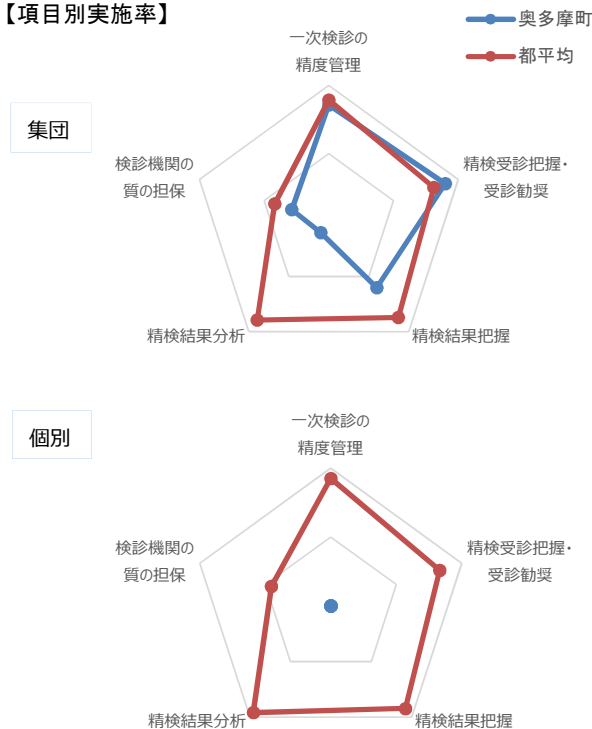 【項目別実施率】
奥多摩町
都平均
集団
一次検診の
精度管理
検診機関の
質の担保
精検受診把握・
受診勧奨
精検結果分析
精検結果把握
個別
一次検診の
精度管理
検診機関の
質の担保
精検受診把握・
受診勧奨
精検結果分析
精検結果把握